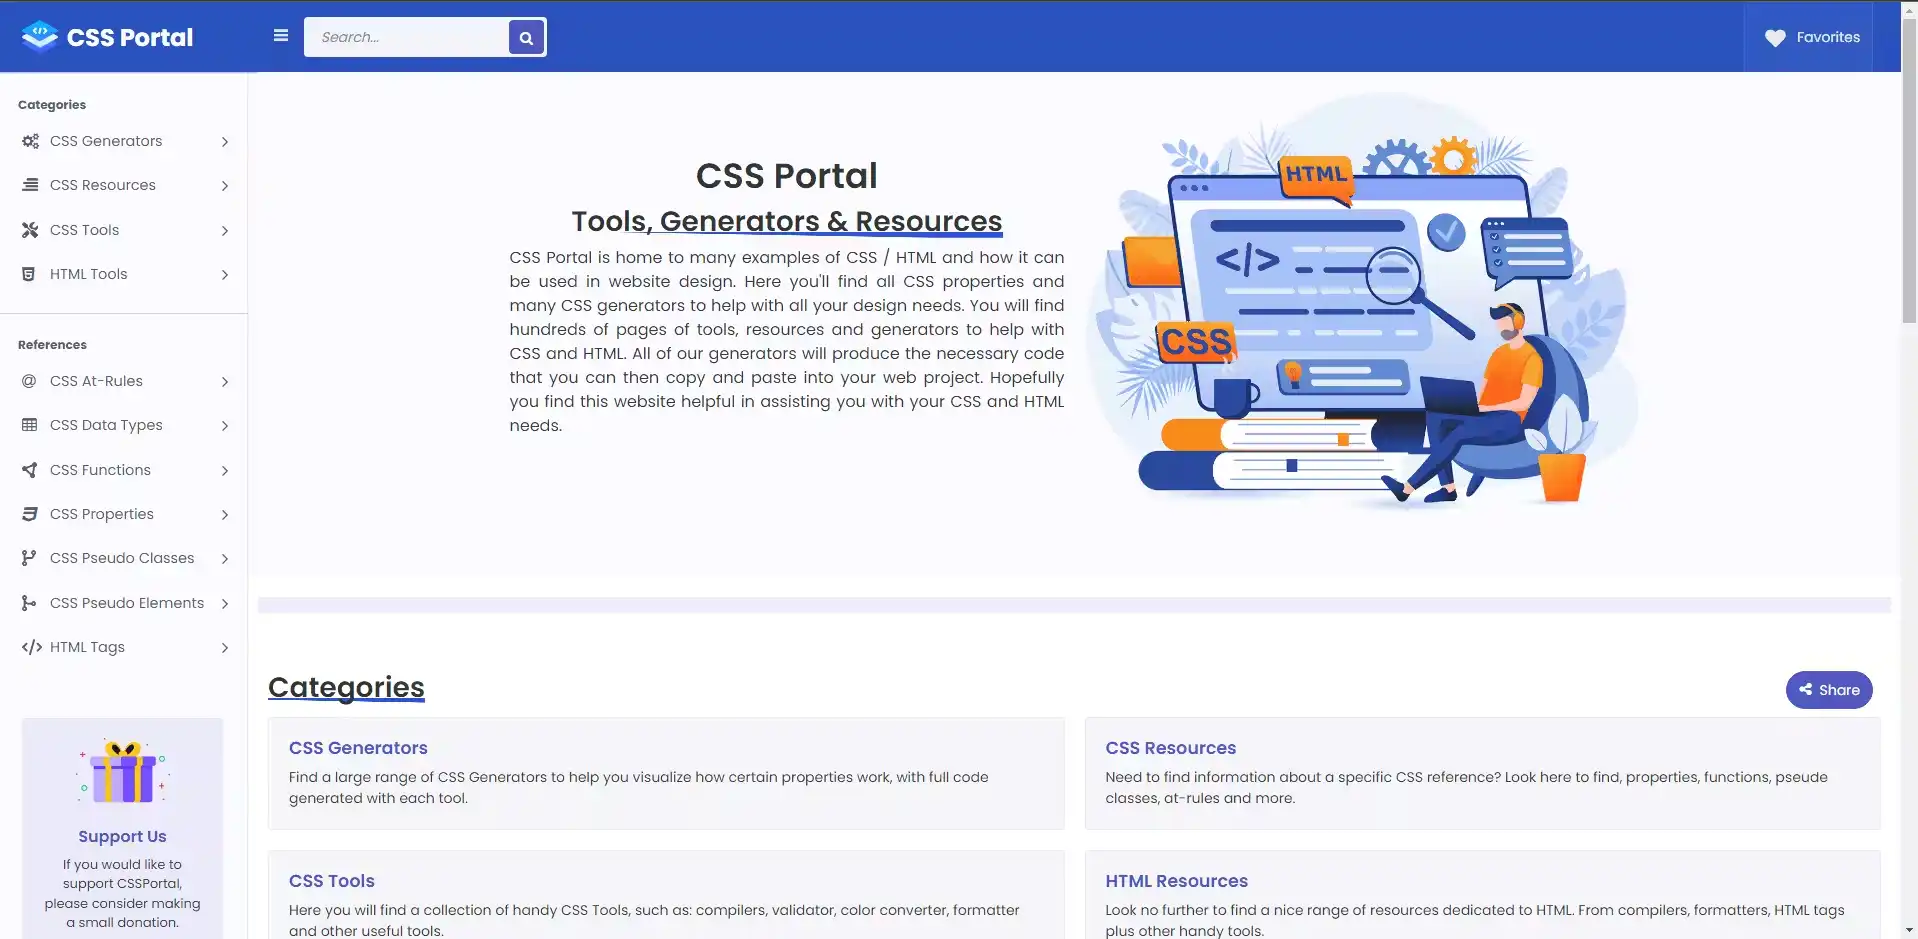 CSS Portal
Search...
Favorites
Categories
CSS Generators
CSS Resources
CSS Tools
HTML Tools
References
CSS At-Rules
CSS Data Types
CSS Functions
CSS Properties
CSS Pseudo Classes
CSS Pseudo Elements
HTML Tags
Support Us
If you would like to
support CSSPortal,
please consider making
a small donation.
CSS Portal
Tools, Generators & Resources
CSS Portal is home to many examples of CSS / HTML and how it can
be used in website design. Here you'll find all CSS properties and
many CSS generators to help with all your design needs. You will find
hundreds of pages of tools, resources and generators to help with
CSS and HTML. All of our generators will produce the necessary code
that you can then copy and paste into your web project. Hopefully
you find this website helpful in assisting you with your CSS and HTML
needs.
HTML
</>
CSS
Categories
Share
CSS Generators
Find a large range of CSS Generators to help you visualize how certain properties work, with full code
generated with each tool.
CSS Resources
Need to find information about a specific CSS reference? Look here to find, properties, functions, pseude
classes, at-rules and more.
CSS Tools
Here you will find a collection of handy CSS Tools, such as: compilers, validator, color converter, formatter
and other useful tools.
HTML Resources
Look no further to find a nice range of resources dedicated to HTML. From compilers, formatters, HTML tags
plus other handy tools.